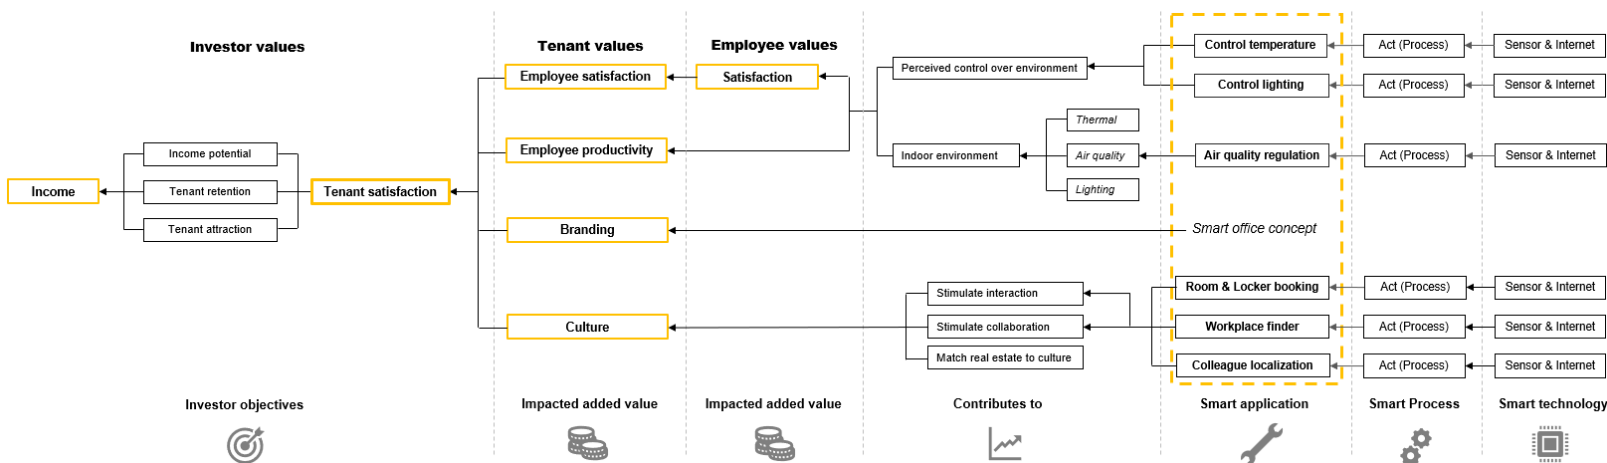 Investor values
Tenant values
Employee values
Control temperature
Act (Process)
Sensor & Internet
Perceived control over environment
Employee satisfaction
Satisfaction
Control lighting
Act (Process)
Sensor & Internet
Thermal
Income potential
Employee productivity
Indoor environment
Air quality
Air quality regulation
Act (Process)
Sensor & Internet
Income
Tenant retention
Tenant satisfaction
Lighting
Tenant attraction
Branding
Smart office concept
Stimulate interaction
Room & Locker booking
Act (Process)
Sensor & Internet
Culture
Stimulate collaboration
Workplace finder
Act (Process)
Sensor & Internet
Match real estate to culture
Colleague localization
Act (Process)
Sensor & Internet
Investor objectives
Impacted added value
Impacted added value
Contributes to
Smart application
Smart Process
Smart technology